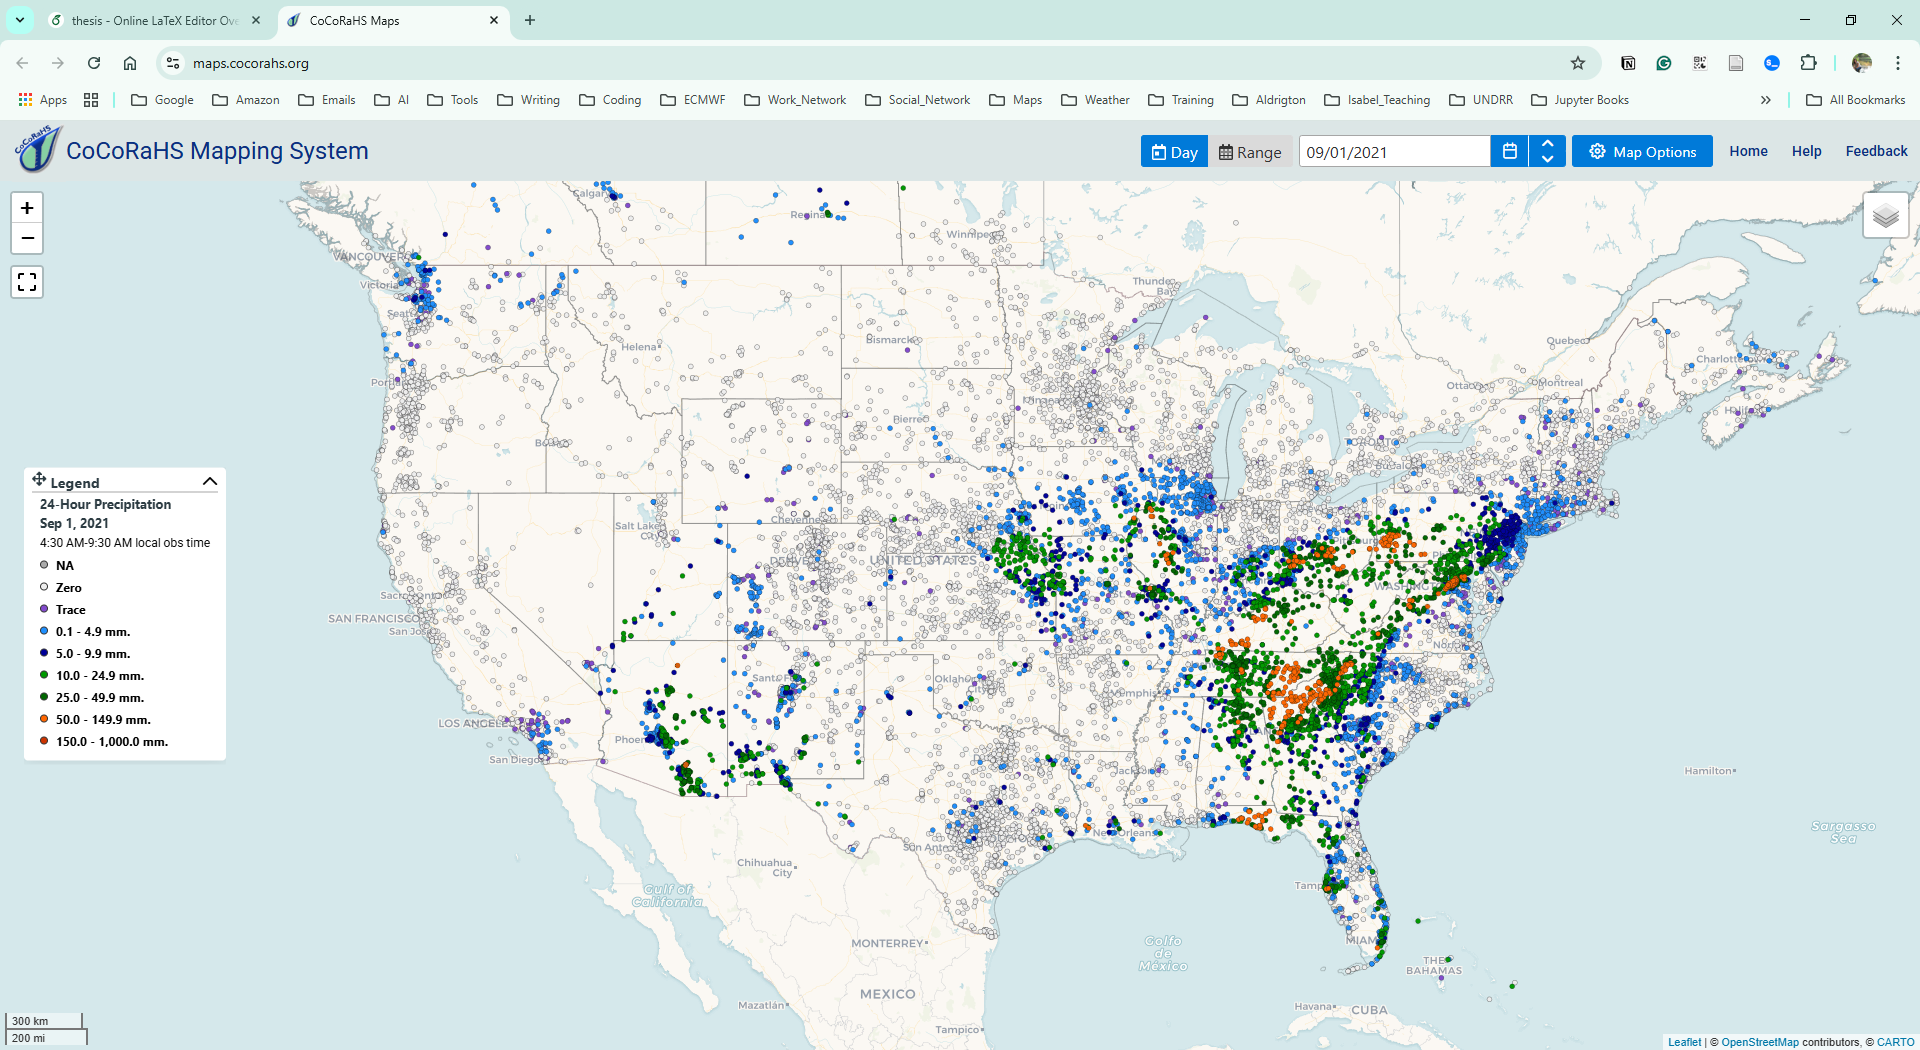 thesis - Online LaTeX Editor Ove
CoCoRaHS Maps
maps.cocorahs.org
Apps
Google
Amazon
Emails
AI
Tools
Writing
Coding
ECMWF
Work_Network
Social_Network
Maps
Weather
Training
Aldrigton
Isabel_Teaching
UNDRR
Jupyter Books
»
All Bookmarks
CoCoRaHS
CoCoRaHS Mapping System
Day
Range
09/01/2021
Map Options
Home
Help
Feedback
+
−
Legend
24-Hour Precipitation
Sep 1, 2021
4:30 AM-9:30 AM local obs time
NA
Zero
Trace
0.1 - 4.9 mm.
5.0 - 9.9 mm.
10.0 - 24.9 mm.
25.0 - 49.9 mm.
50.0 - 149.9 mm.
150.0 - 1,000.0 mm.
Calgary
Regina
Winnipeg
VANCOUVER
Victoria
Thunder
Bay
Helena
Bismarck
Quebec
Charlottetown
Ottawa
Montreal
Pierre
Salt Lake
Cheyenne
DENVER
UNITED STATES
WASHINGTON
SAN FRANCISCO
San Jo
Santa Fe
Oklahoma
City
Memphis
LOS ANGELES
San Diego
Phoenix
Jackson
New Orleans
San Anto
Hamilton
Sargasso
Sea
Chihuahua
City
Gulf of
California
Tampa
MONTERREY
Golfo
de
México
MIAMI
THE
BAHAMAS
MEXICO
Mazatlán
Havana
CUBA
Tampico
300 km
200 mi
Leaflet | © OpenStreetMap contributors, © CARTO